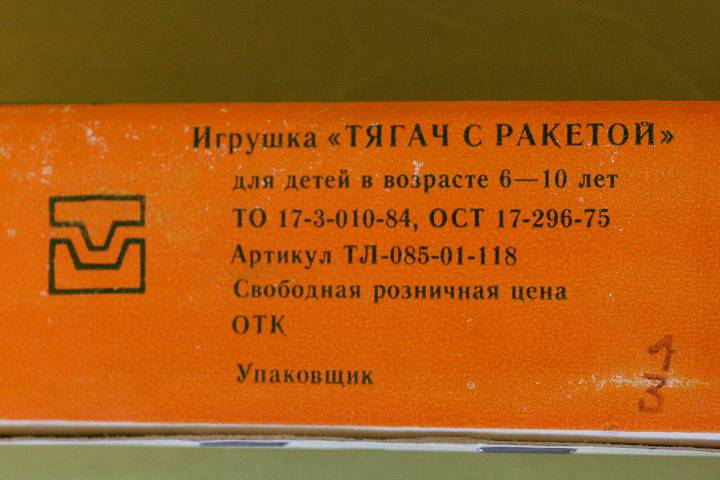 Игрушка «ТЯГАЧ С РАКЕТОЙ»
для детей в возрасте 6—10 лет
ТО 17-3-010-84, ОСТ 17-296-75
Артикул ТЛ-085-01-118
Свободная розничная цена
ОТК
Упаковщик